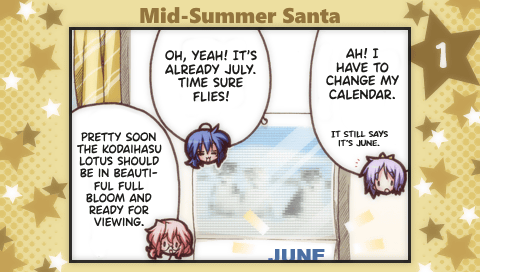 Mid-Summer Santa
1
AH! I
HAVE TO
CHANGE MY
CALENDAR.
IT STILL SAYS
IT'S JUNE.
OH, YEAH! IT'S
ALREADY JULY.
TIME SURE
FLIES!
PRETTY SOON
THE KODAIHASU
LOTUS SHOULD
BE IN BEAUTI-
FUL FULL
BLOOM AND
READY FOR
VIEWING.
JUNE